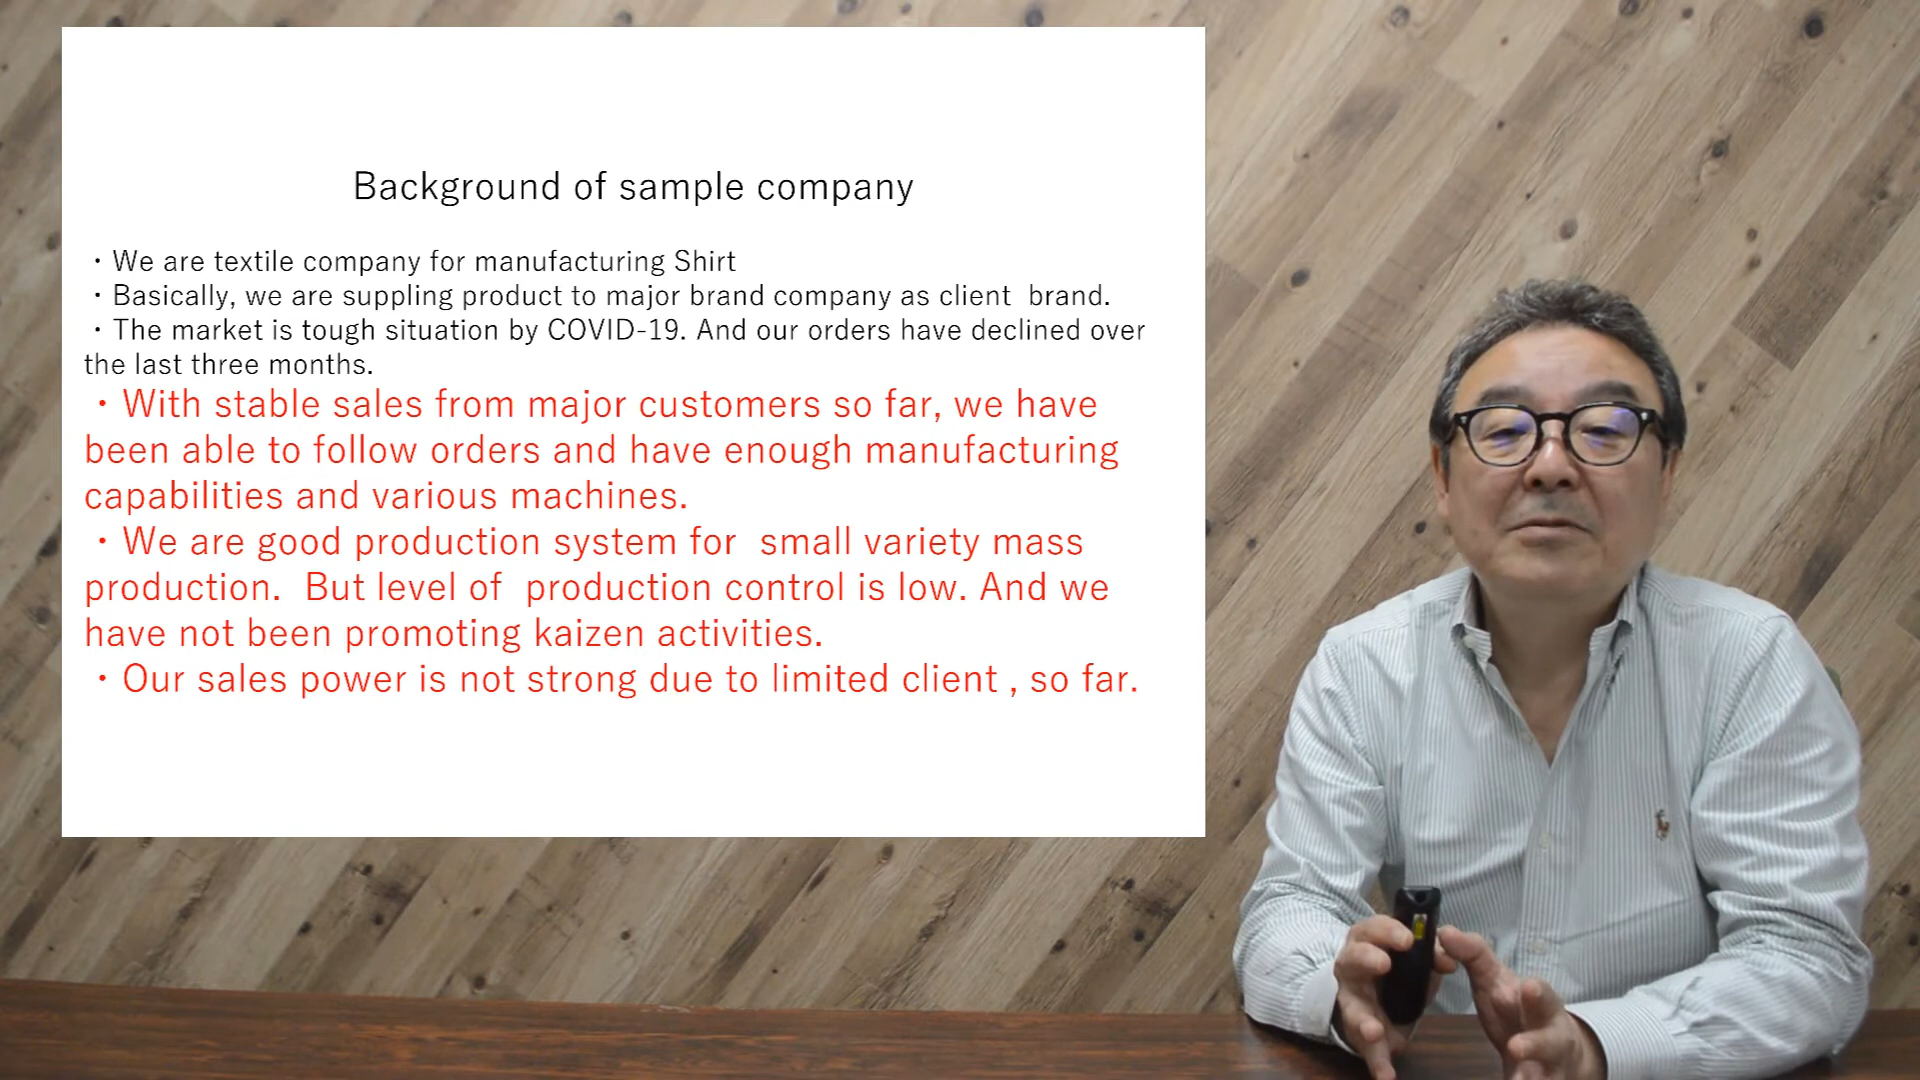 Background of sample company
・We are textile company for manufacturing Shirt
・Basically, we are suppling product to major brand company as client  brand.
・The market is tough situation by COVID-19. And our orders have declined over
the last three months.
・With stable sales from major customers so far, we have
been able to follow orders and have enough manufacturing
capabilities and various machines.
・We are good production system for  small variety mass
production.  But level of  production control is low. And we
have not been promoting kaizen activities.
・Our sales power is not strong due to limited client , so far.